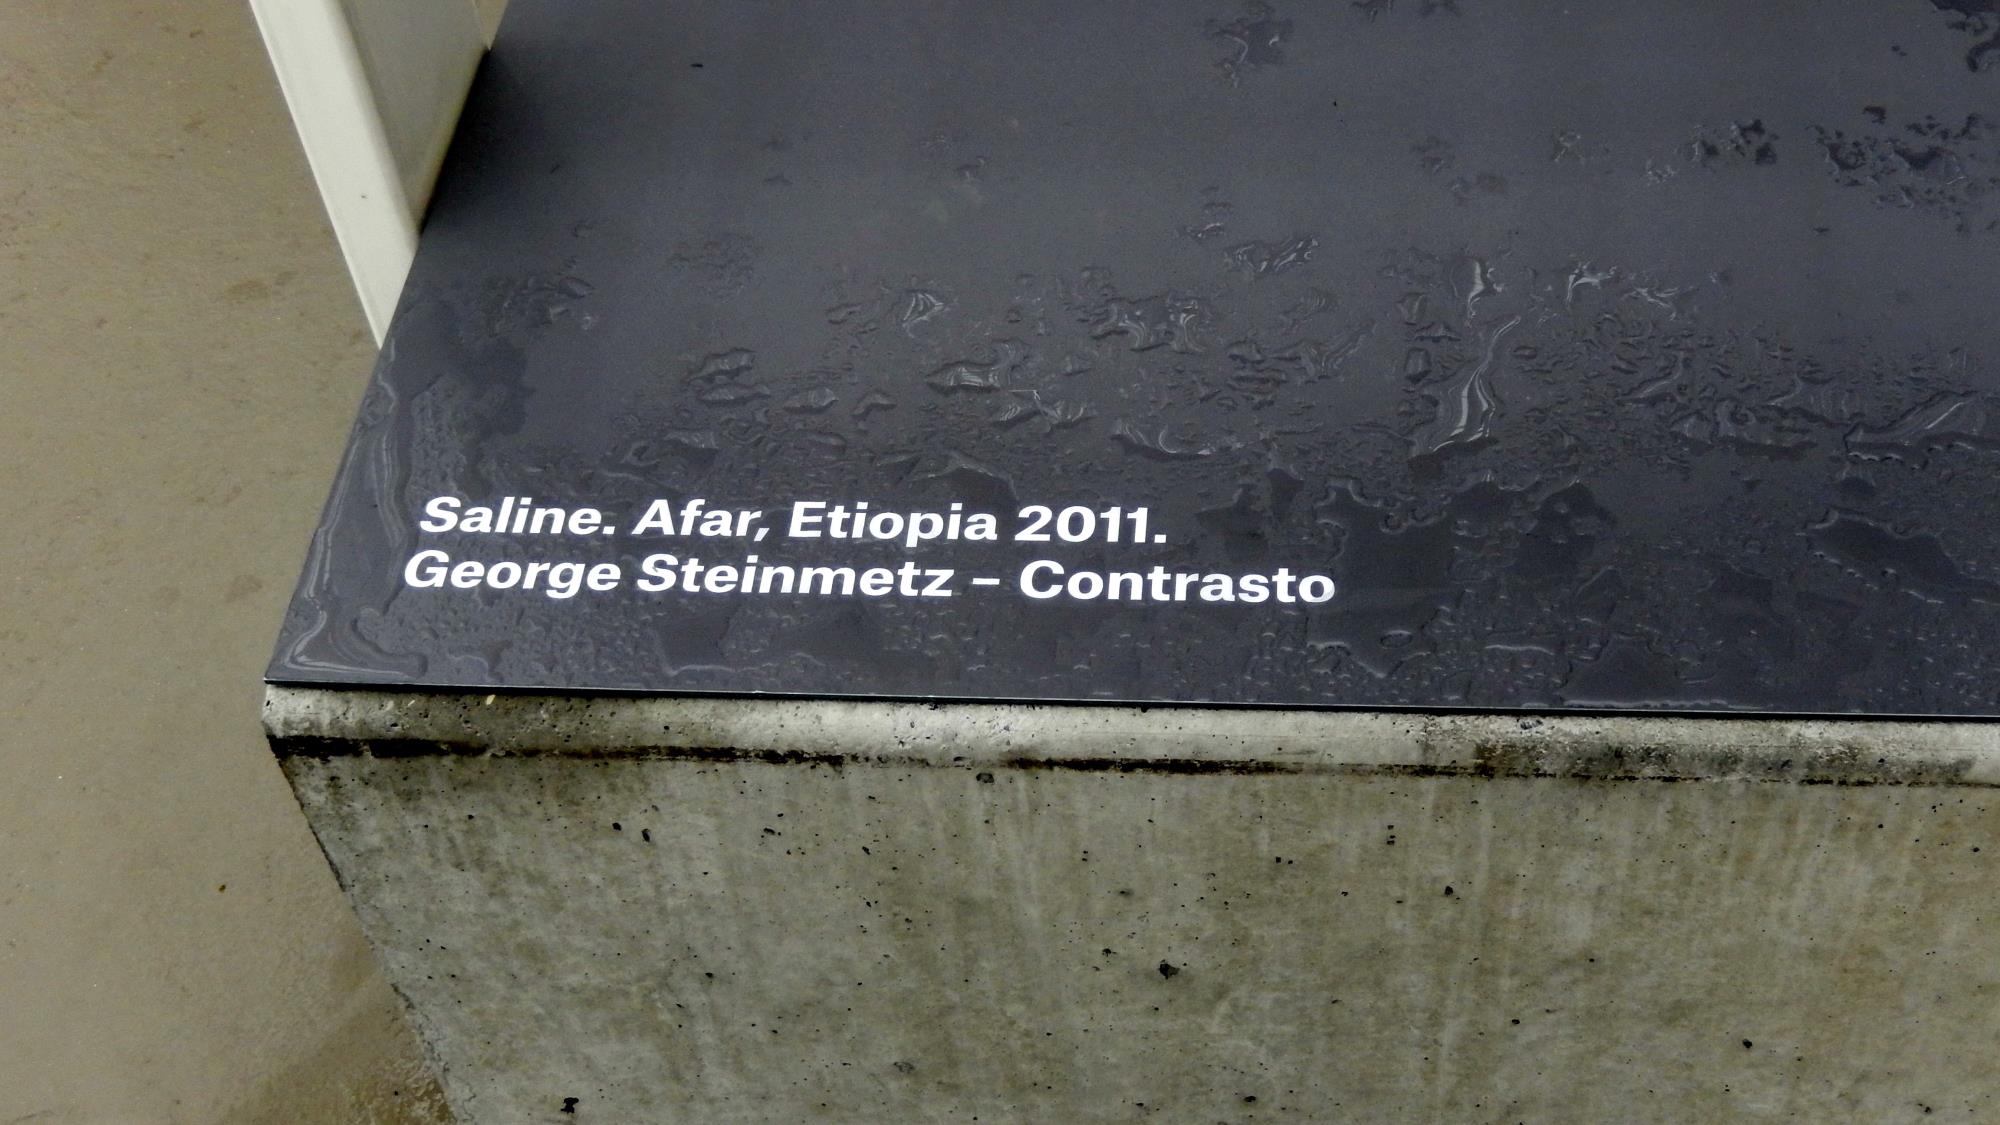 Saline. Afar, Etiopia 2011.
George Steinmetz – Contrasto